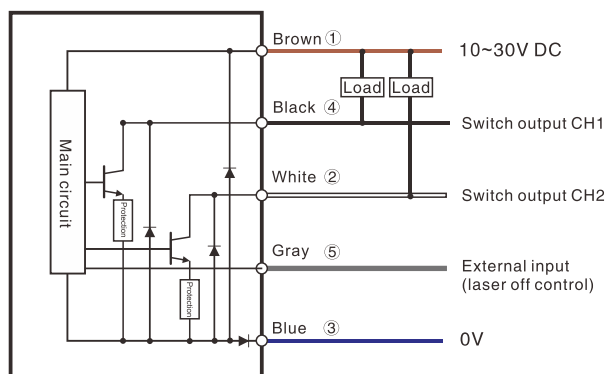 Brown ①
10~30V DC
Load
Load
Black ④
Switch output CH1
Main circuit
Protection
White ②
Switch output CH2
Gray ⑤
External input
(laser off control)
Protection
Blue ③
0V